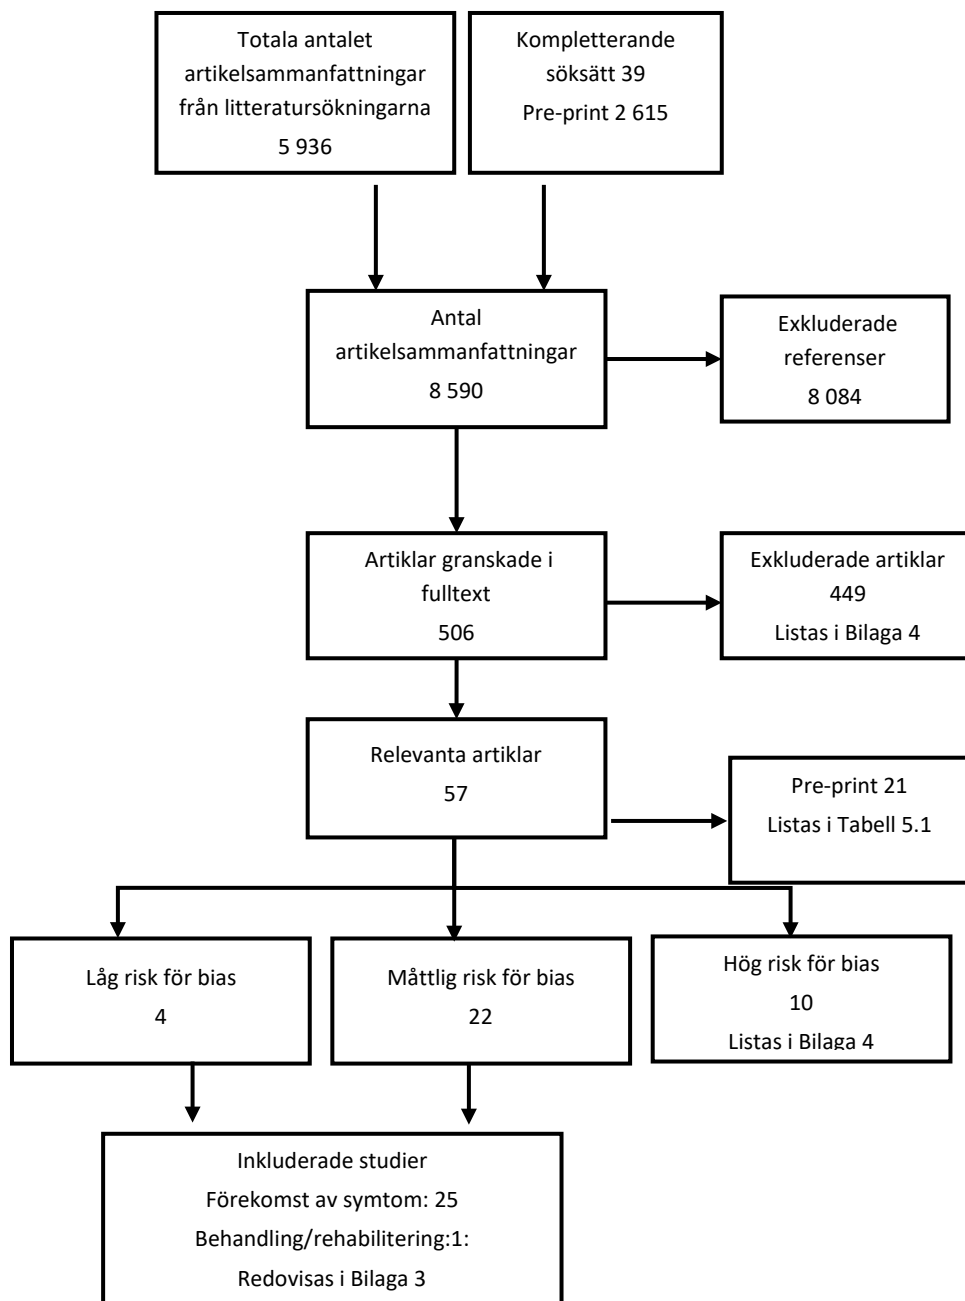 Totala antalet
artikelsammanfattningar
från litteratursökningarna
5 936
Kompletterande
söksätt 39
Pre-print 2 615
Antal
artikelsammanfattningar
8 590
Exkluderade
referenser
8 084
Artiklar granskade i
fulltext
506
Exkluderade artiklar
449
Listas i Bilaga 4
Relevanta artiklar
57
Pre-print 21
Listas i Tabell 5.1
Låg risk för bias
4
Måttlig risk för bias
22
Hög risk för bias
10
Listas i Bilaga 4
Inkluderade studier
Förekomst av symtom: 25
Behandling/rehabilitering:1:
Redovisas i Bilaga 3